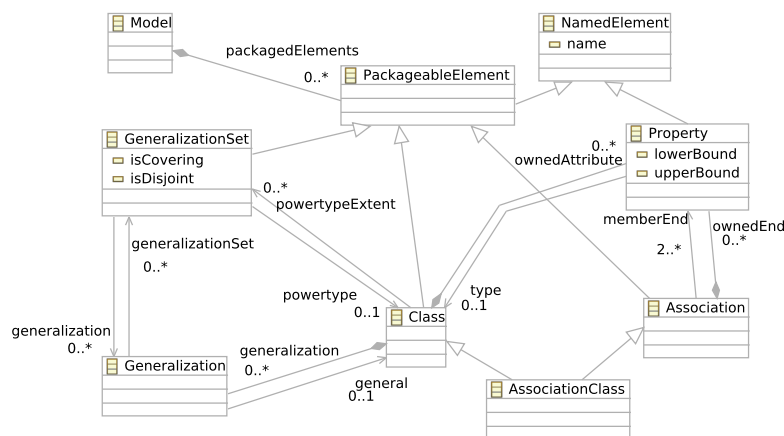 Model
NamedElement
name
packagedElements
0..*
PackageableElement
GeneralizationSet
isCovering
isDisjoint
Property
lowerBound
upperBound
0..*
ownedAttribute
0..*
powertypeExtent
memberEnd
ownedEnd
0..*
2..*
generalizationSet
0..*
powertype
0..1
type
0..1
Class
Association
generalization
0..*
generalization
0..*
Generalization
general
0..1
AssociationClass